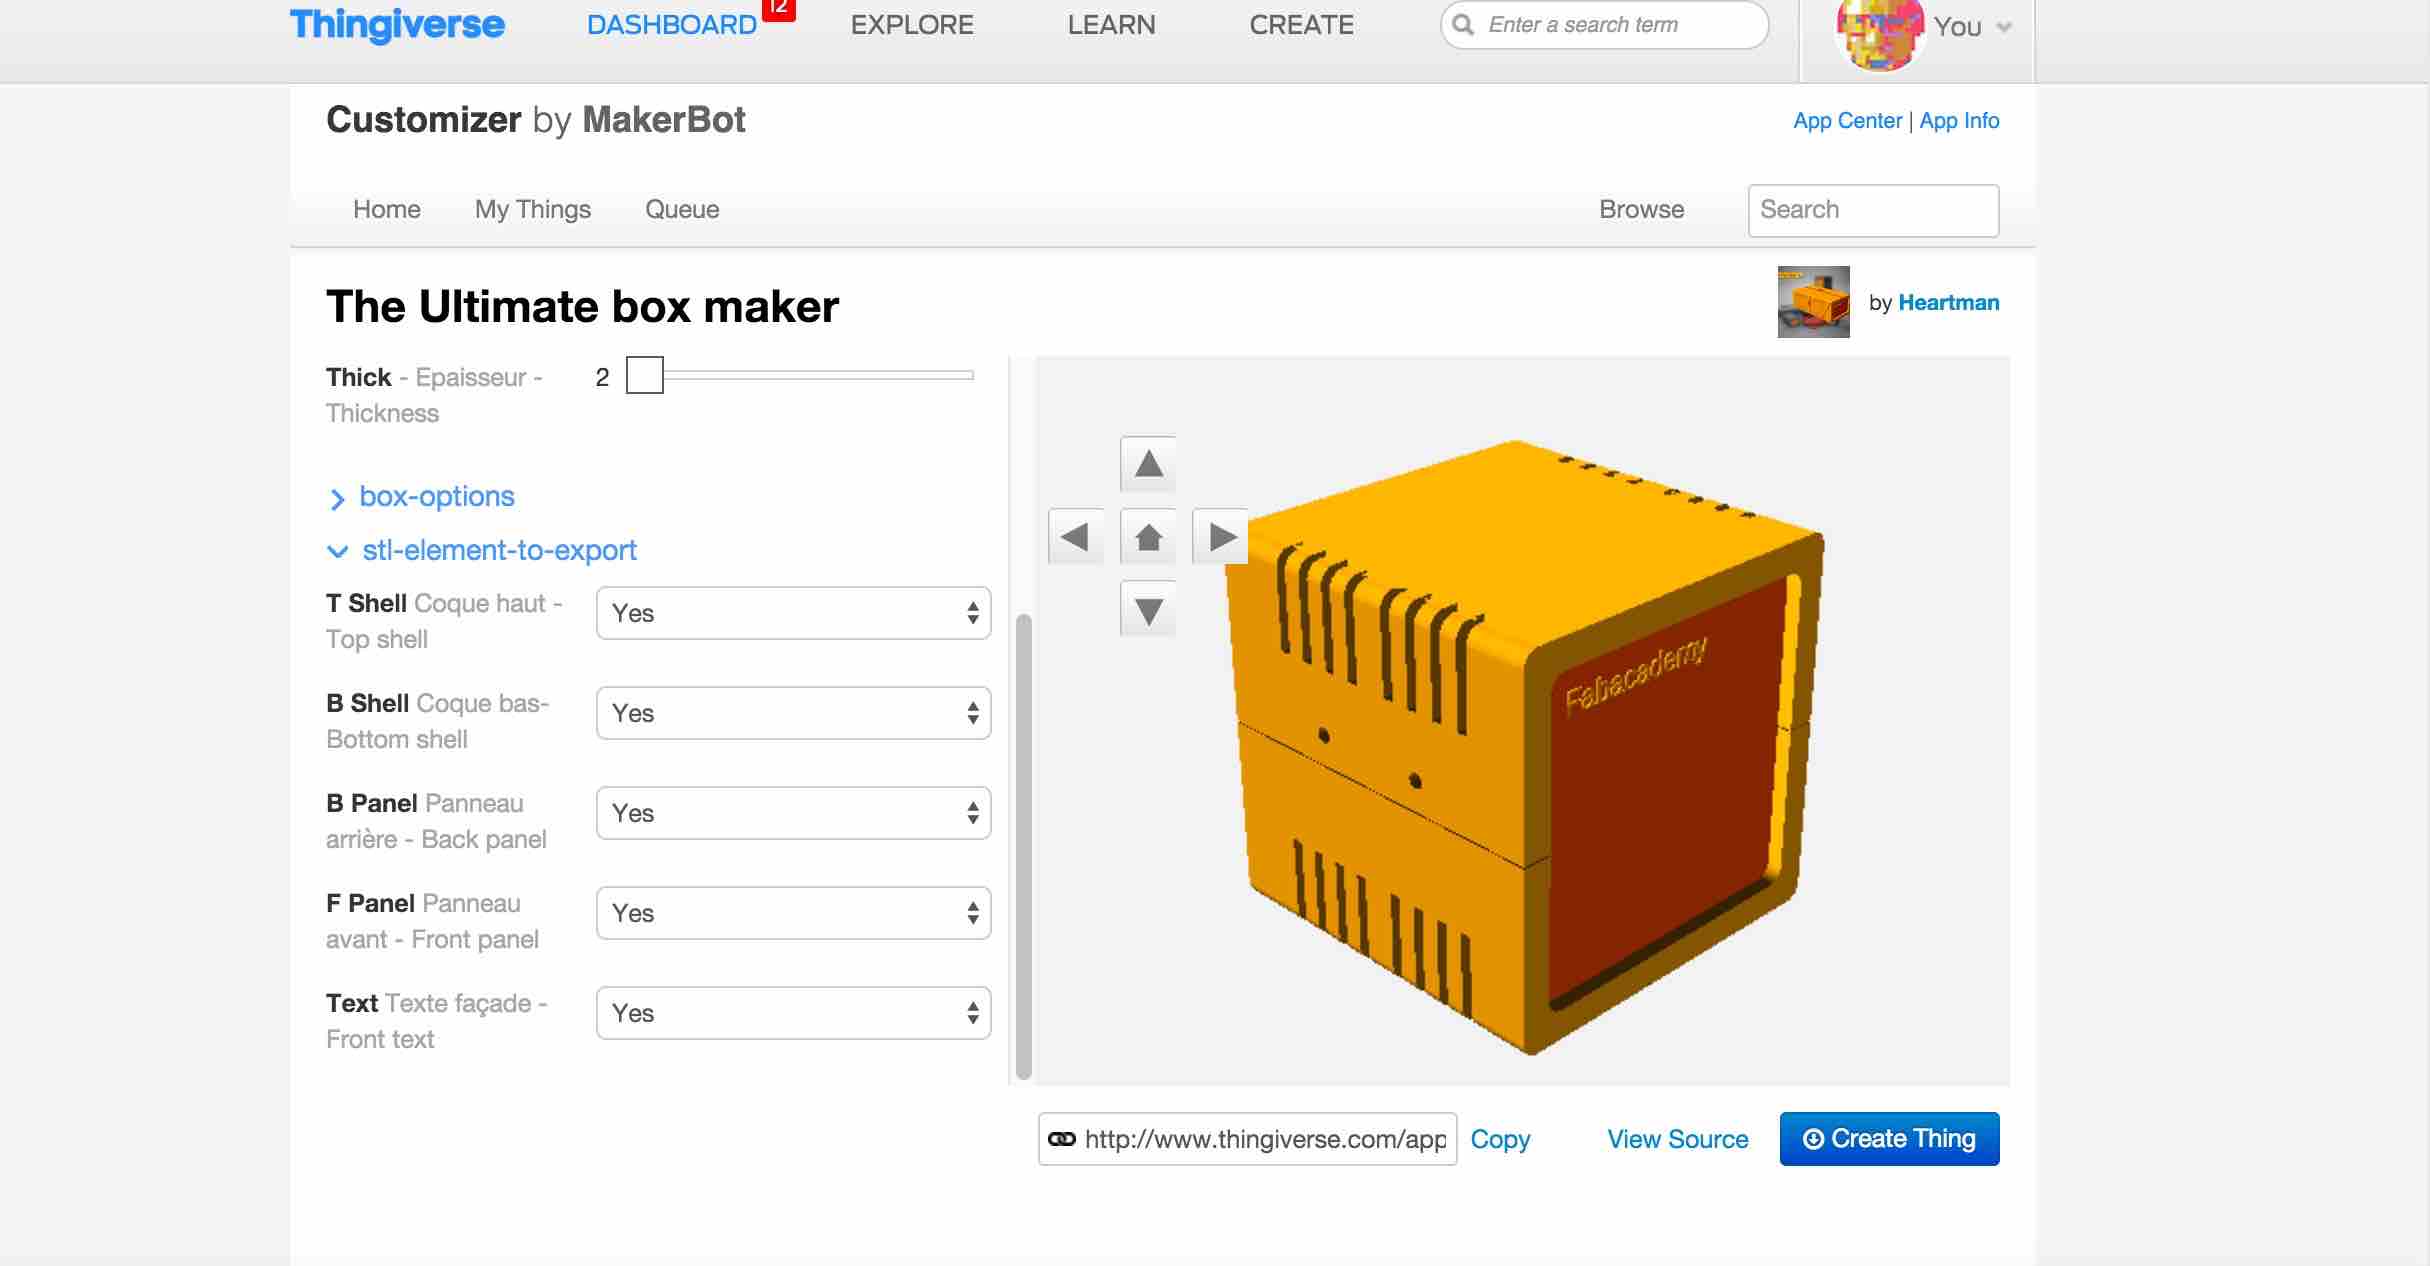 Thingiverse DASHBOARD 12 EXPLORE LEARN CREATE Enter a search term You
Customizer by MakerBot App Center | App Info
Home My Things Queue Browse Search
The Ultimate box maker by Heartman
Thick - Epaisseur - 2
Thickness
box-options
stl-element-to-export
T Shell Coque haut - Yes
Top shell
B Shell Coque bas- Yes
Bottom shell
B Panel Panneau Yes
arrière - Back panel
F Panel Panneau Yes
avant - Front panel
Text Texte façade - Yes
Front text
Fabacademy
http://www.thingiverse.com/app Copy View Source Create Thing